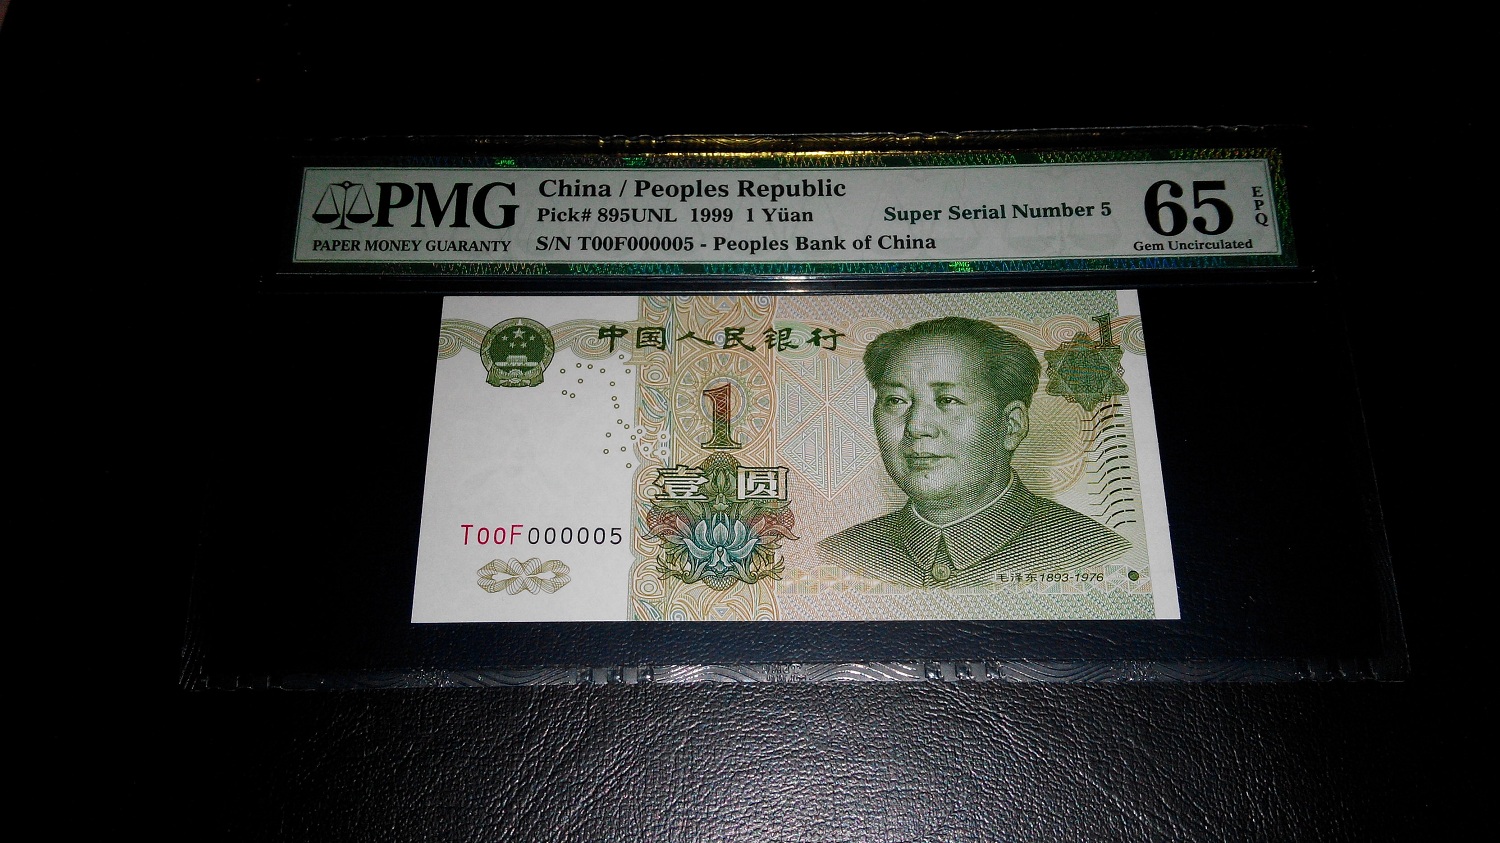 PMG
PAPER MONEY GUARANTY
China / Peoples Republic
Pick# 895UNL 1999 1 Yüan
S/N T00F000005 - Peoples Bank of China
Super Serial Number 5
65
EPQ
Gem Uncirculated
中国人民银行
1
1
壹圆
T00F000005
毛泽东1893-1976